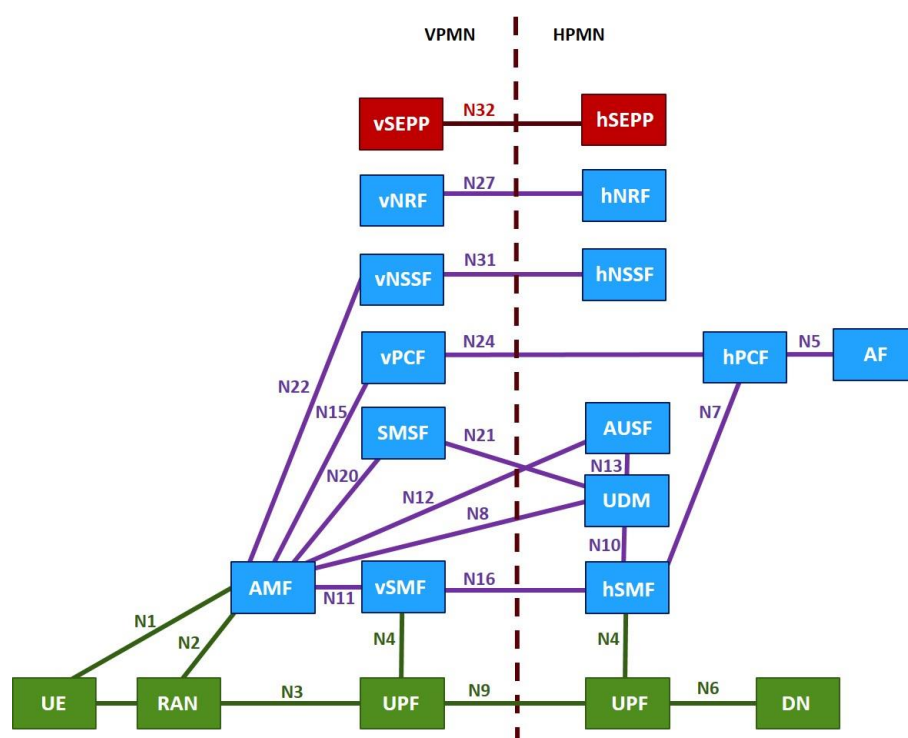 VPMN
HPMN
vSEPP
N32
hSEPP
vNRF
N27
hNRF
vNSSF
N31
hNSSF
vPCF
N24
hPCF
N5
AF
N22
N15
N7
SMSF
N21
AUSF
N20
N13
N12
UDM
N8
N10
AMF
N11
vSMF
N16
hSMF
N1
N2
N4
N4
UE
RAN
N3
UPF
N9
UPF
N6
DN